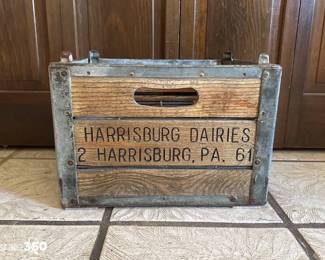 HARRISBURG DAIRIES
2 HARRISBURG, PA. 61
360